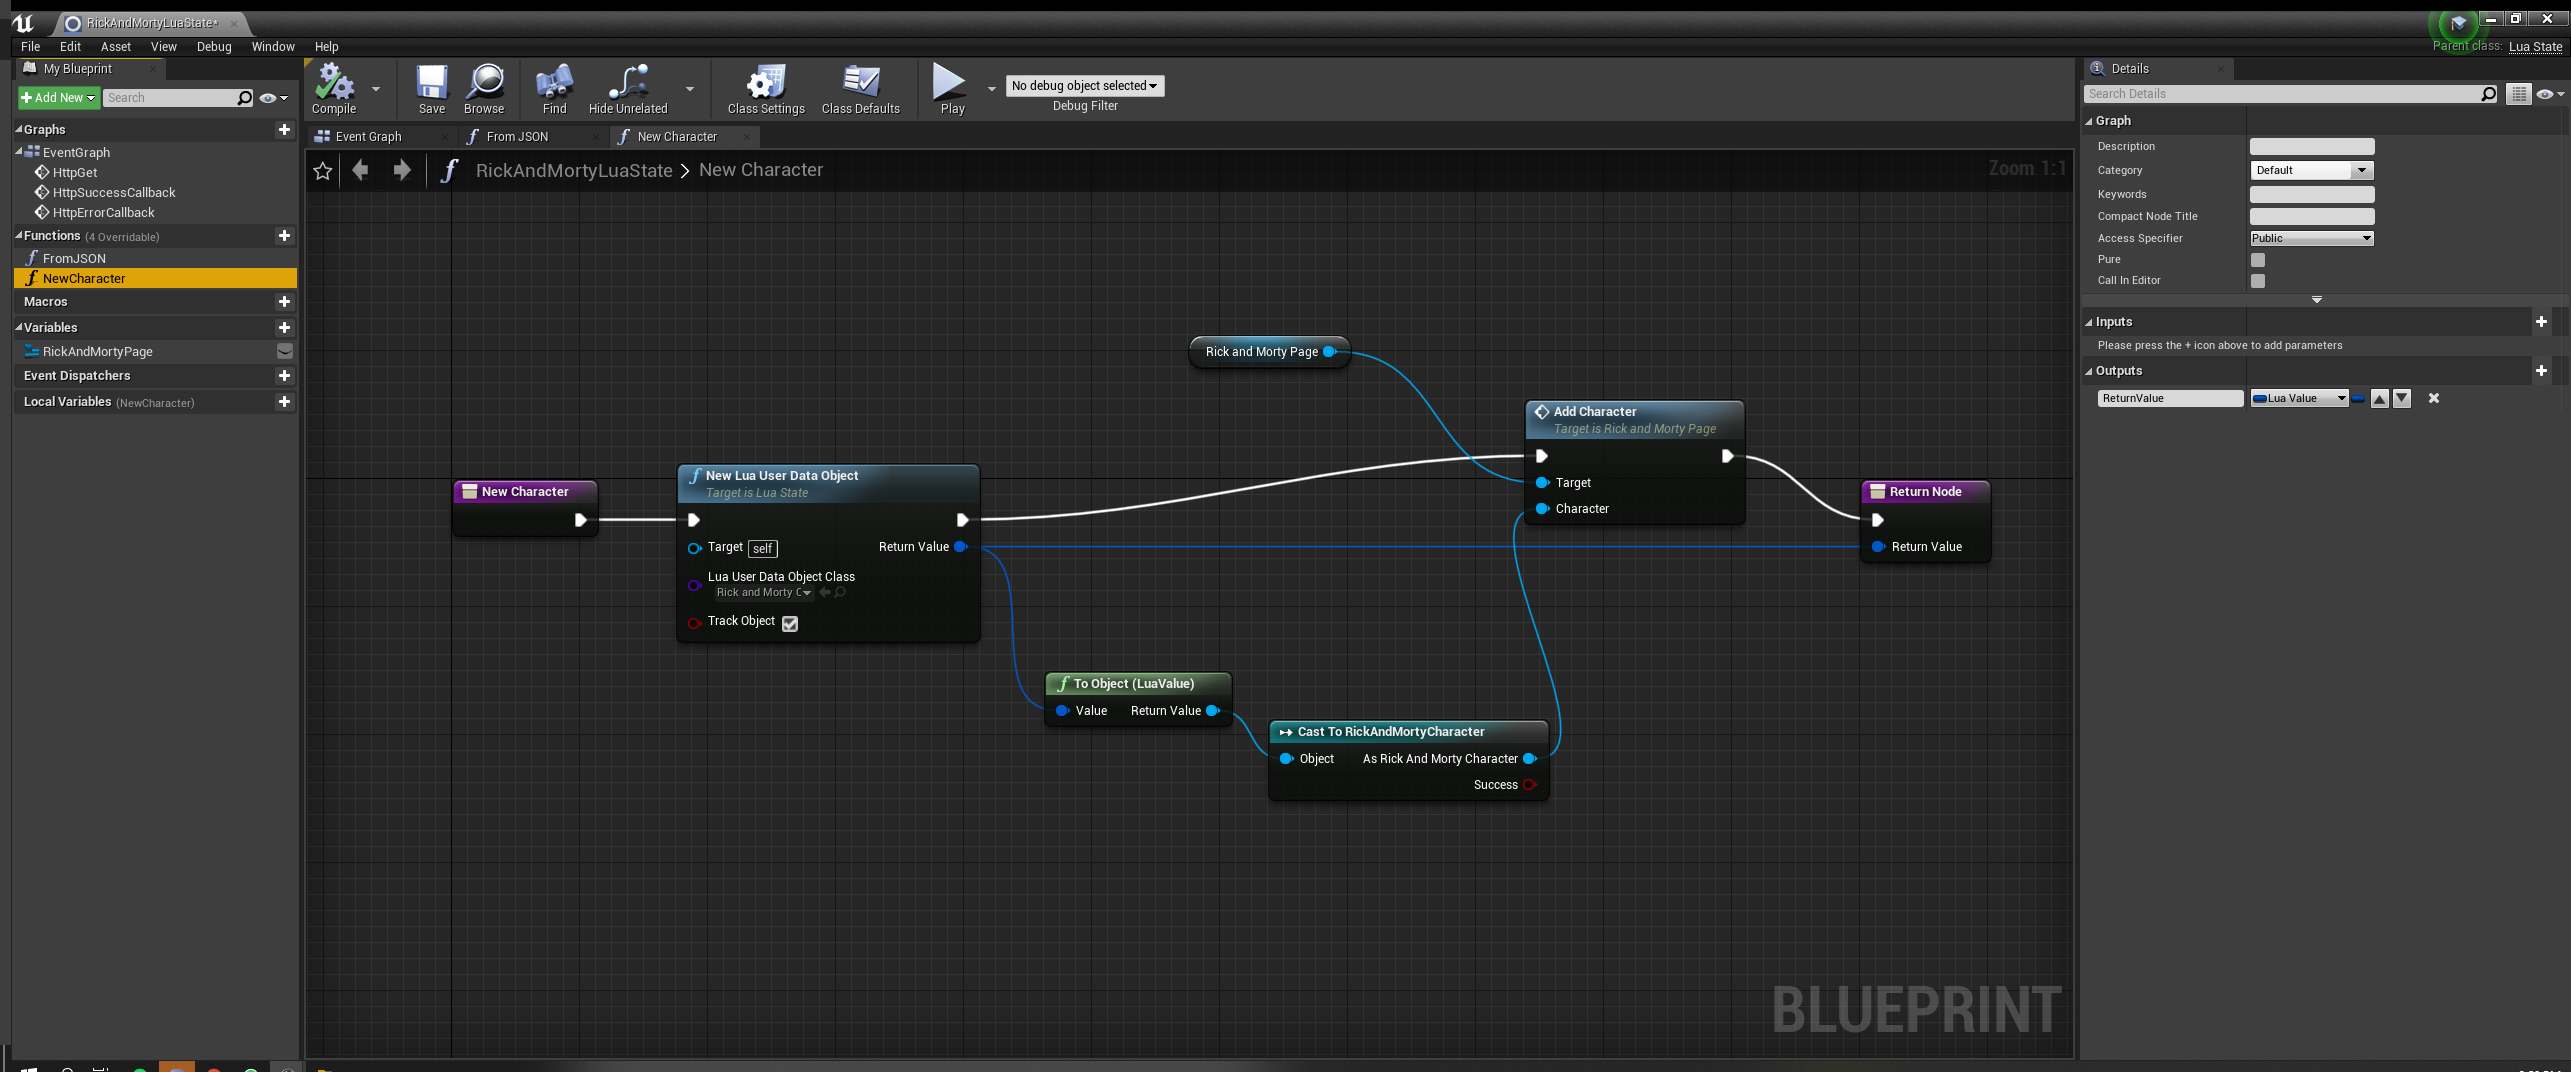 RickAndMortyLuaState*
File Edit Asset View Debug Window Help
Parent class: Lua State
My Blueprint
Add New
Search
Graphs
EventGraph
HttpGet
HttpSuccessCallback
HttpErrorCallback
Functions (4 Overridable)
FromJSON
NewCharacter
Macros
Variables
RickAndMortyPage
Event Dispatchers
Local Variables (NewCharacter)
Compile
Save
Browse
Find
Hide Unrelated
Class Settings
Class Defaults
Play
No debug object selected
Debug Filter
Event Graph
From JSON
New Character
RickAndMortyLuaState > New Character
Zoom 1:1
Rick and Morty Page
Add Character
Target is Rick and Morty Page
Target
Character
New Character
New Lua User Data Object
Target is Lua State
Target self
Return Value
Lua User Data Object Class
Rick and Morty C
Track Object
Return Node
Return Value
To Object (LuaValue)
Value Return Value
Cast To RickAndMortyCharacter
Object As Rick And Morty Character
Success
BLUEPRINT
Details
Search Details
Graph
Description
Category Default
Keywords
Compact Node Title
Access Specifier Public
Pure
Call In Editor
Inputs
Please press the + icon above to add parameters
Outputs
ReturnValue Lua Value